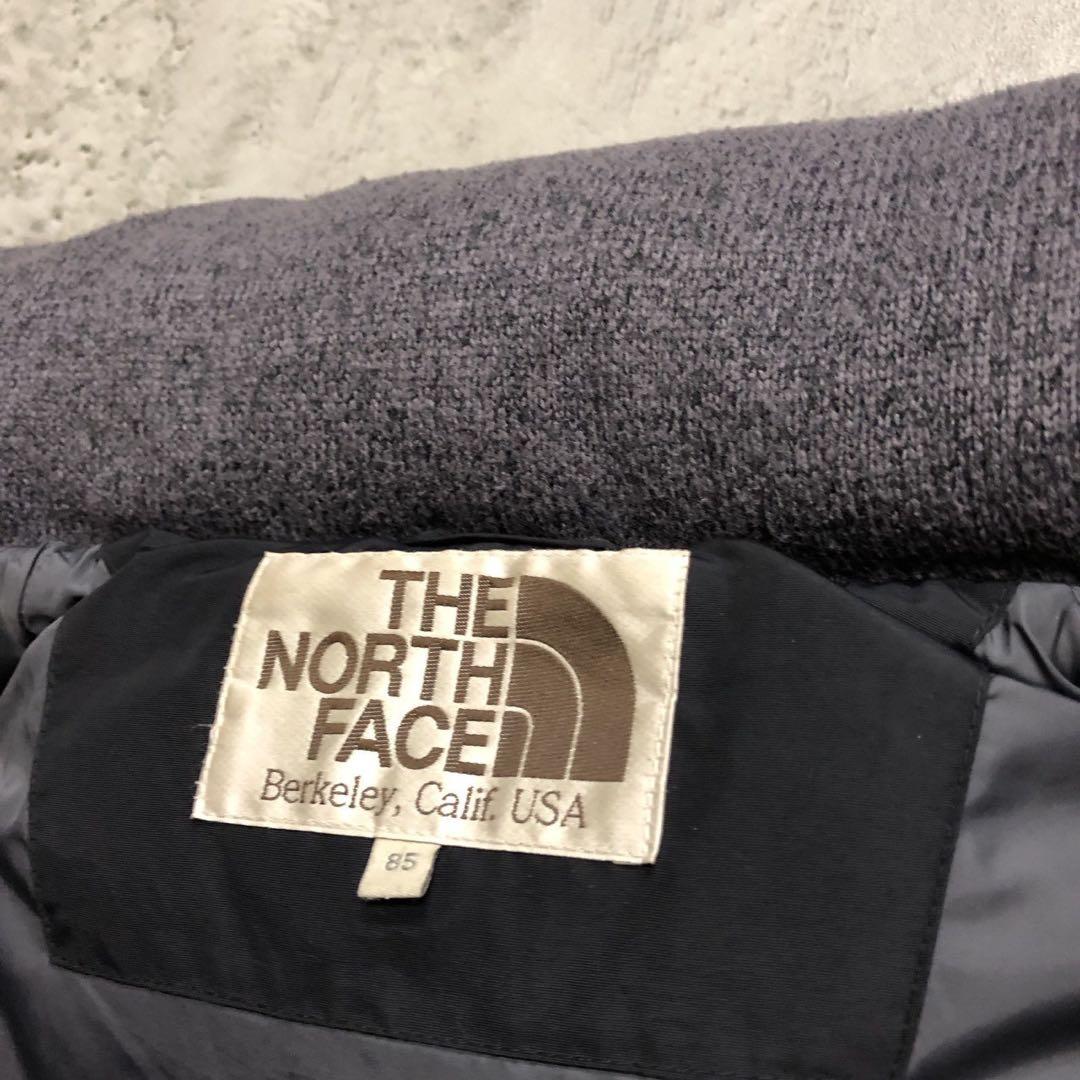 THE
NORTH
FACE
Berkeley, Calif. USA
85